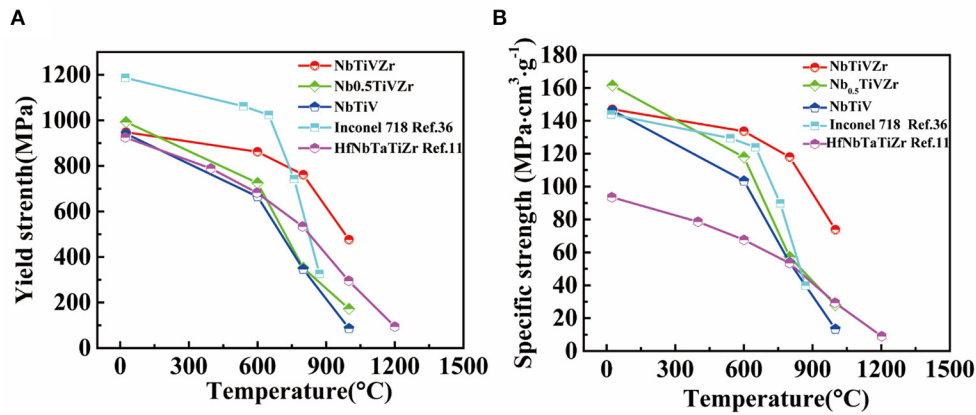 A
Yield strenth(MPa)
1200
1000
800
600
400
200
0
0 300 600 900 1200 1500
Temperature(°C)
NbTiVZr
Nb0.5TiVZr
NbTiV
Inconel 718 Ref.36
HfNbTaTiZr Ref.11
B
Specific strength (MPa·cm³·g⁻¹)
180
160
140
120
100
80
60
40
20
0
0 300 600 900 1200 1500
Temperature(°C)
NbTiVZr
Nb₀.₅TiVZr
NbTiV
Inconel 718 Ref.36
HfNbTaTiZr Ref.11